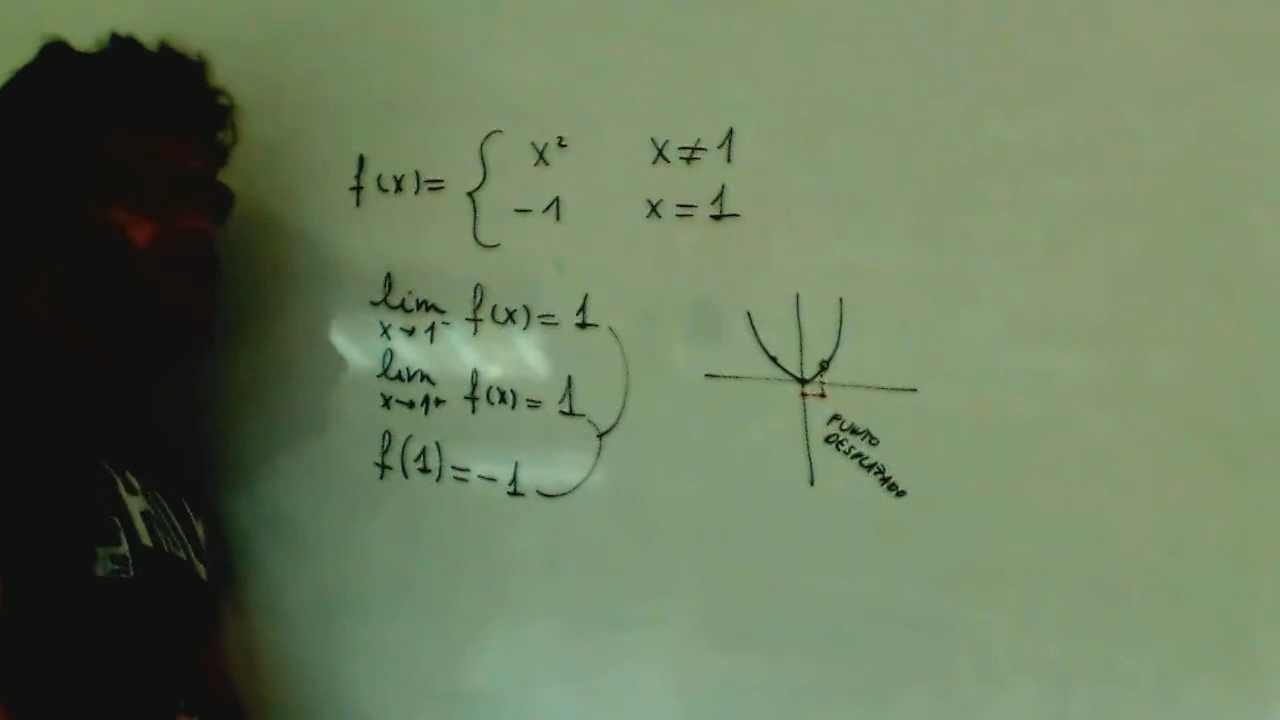 f(x)= { x² x≠1
-1 x=1
lim x→1⁻ f(x)= 1
lim x→1⁺ f(x)= 1
f(1)=-1
PUNTO
DESPLAZADO